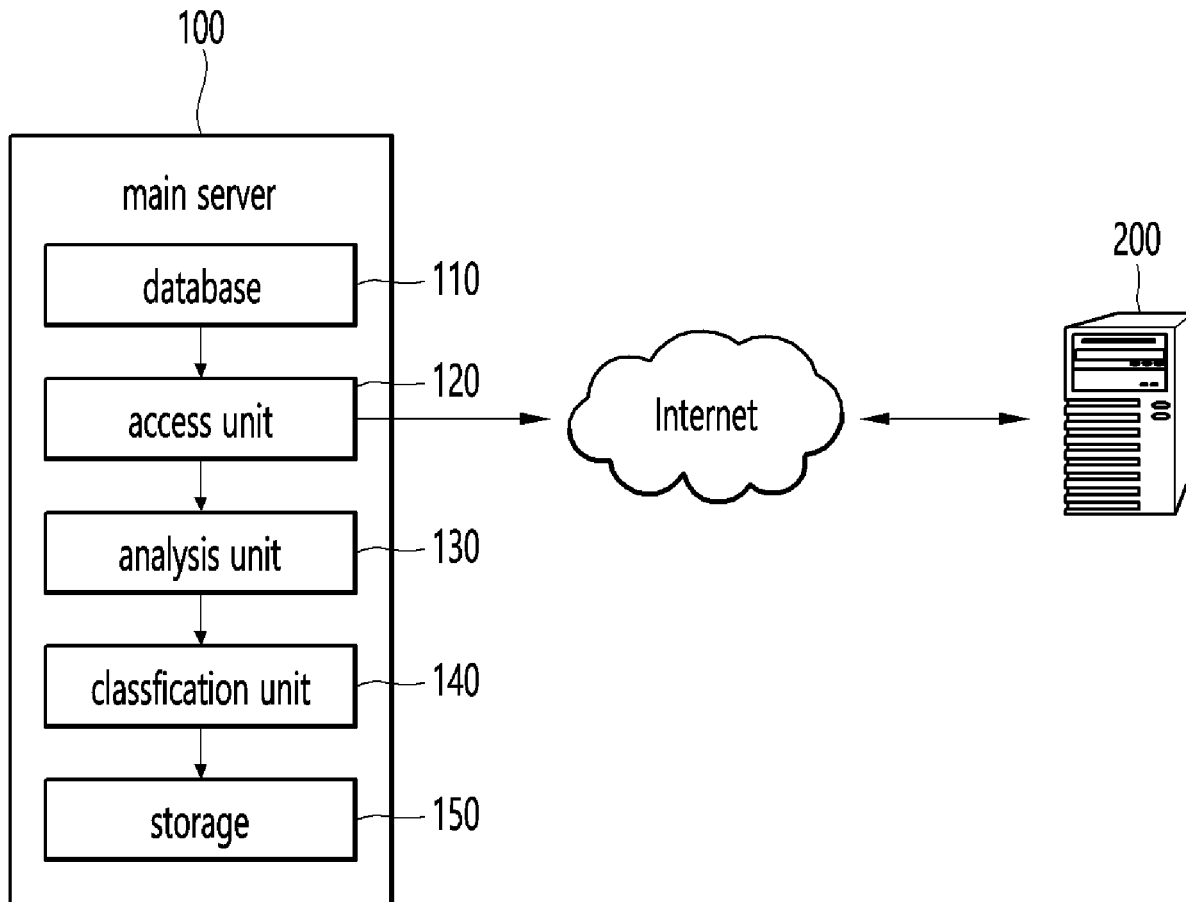 100
main server
database
110
120
access unit
analysis unit
130
classfication unit
140
storage
150
Internet
200